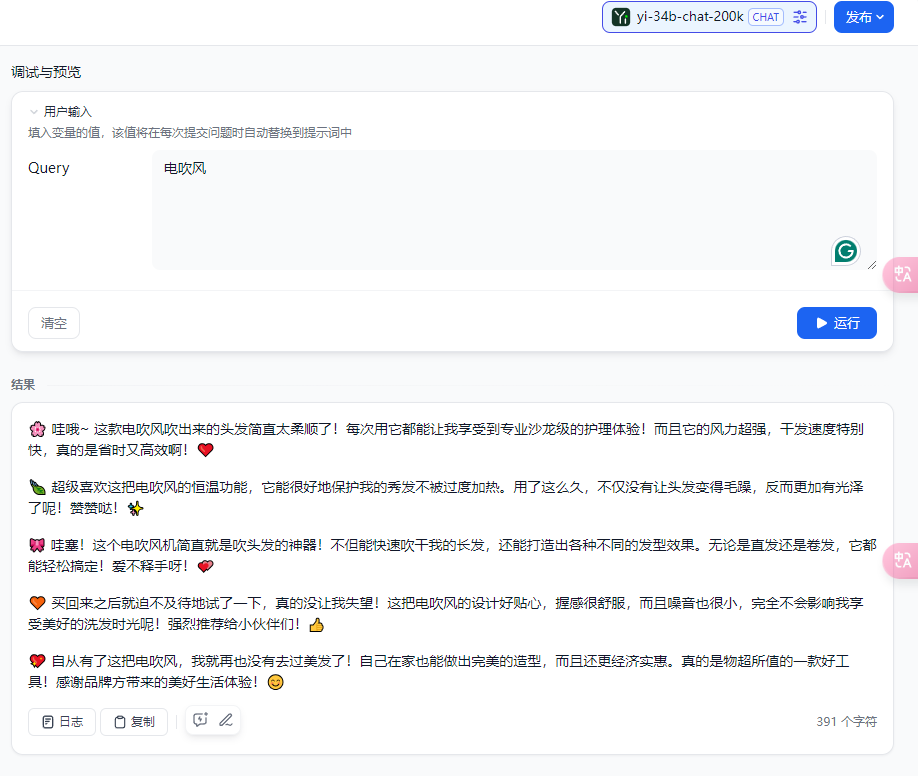 yi-34b-chat-200k CHAT 发布
调试与预览
用户输入
填入变量的值，该值将在每次提交问题时自动替换到提示词中
Query 电吹风
清空 运行
结果
🌸 哇哦~ 这款电吹风吹出来的头发简直太柔顺了！每次用它都能让我享受到专业沙龙级的护理体验！而且它的风力超强，干发速度特别
快，真的是省时又高效啊！❤️
🍃 超级喜欢这把电吹风的恒温功能，它能很好地保护我的秀发不被过度加热。用了这么久，不仅没有让头发变得毛躁，反而更加有光泽
了呢！赞赞哒！✨
🎀 哇塞！这个电吹风机简直就是吹头发的神器！不但能快速吹干我的长发，还能打造出各种不同的发型效果。无论是直发还是卷发，它都
能轻松搞定！爱不释手呀！💕
🧡 买回来之后就迫不及待地试了一下，真的没让我失望！这把电吹风的设计好贴心，握感很舒服，而且噪音也很小，完全不会影响我享
受美好的洗发时光呢！强烈推荐给小伙伴们！👍
💖 自从有了这把电吹风，我就再也没有去过美发了！自己在家也能做出完美的造型，而且还更经济实惠。真的是物超所值的一款好工
具！感谢品牌方带来的美好生活体验！😊
日志 复制 391 个字符